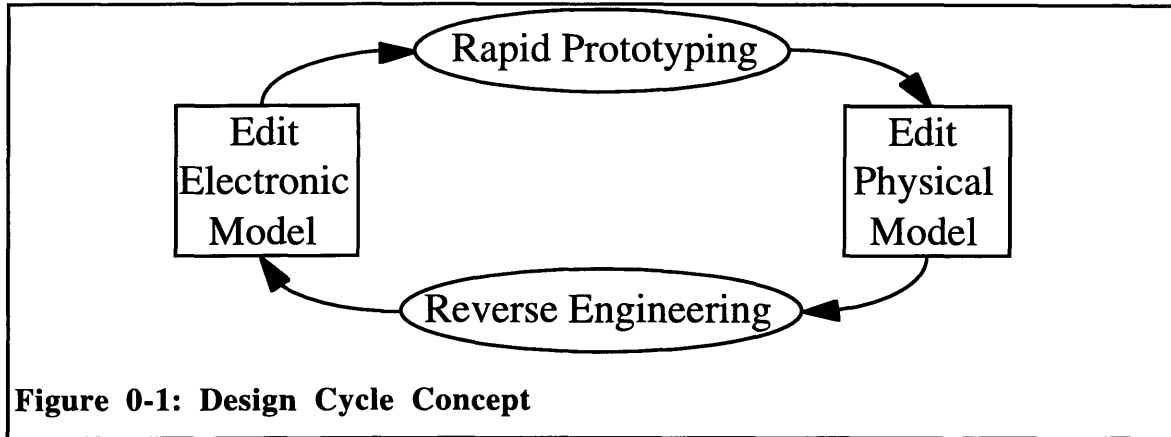 Rapid Prototyping
Edit
Electronic
Model
Edit
Physical
Model
Reverse Engineering
Figure 0-1: Design Cycle Concept